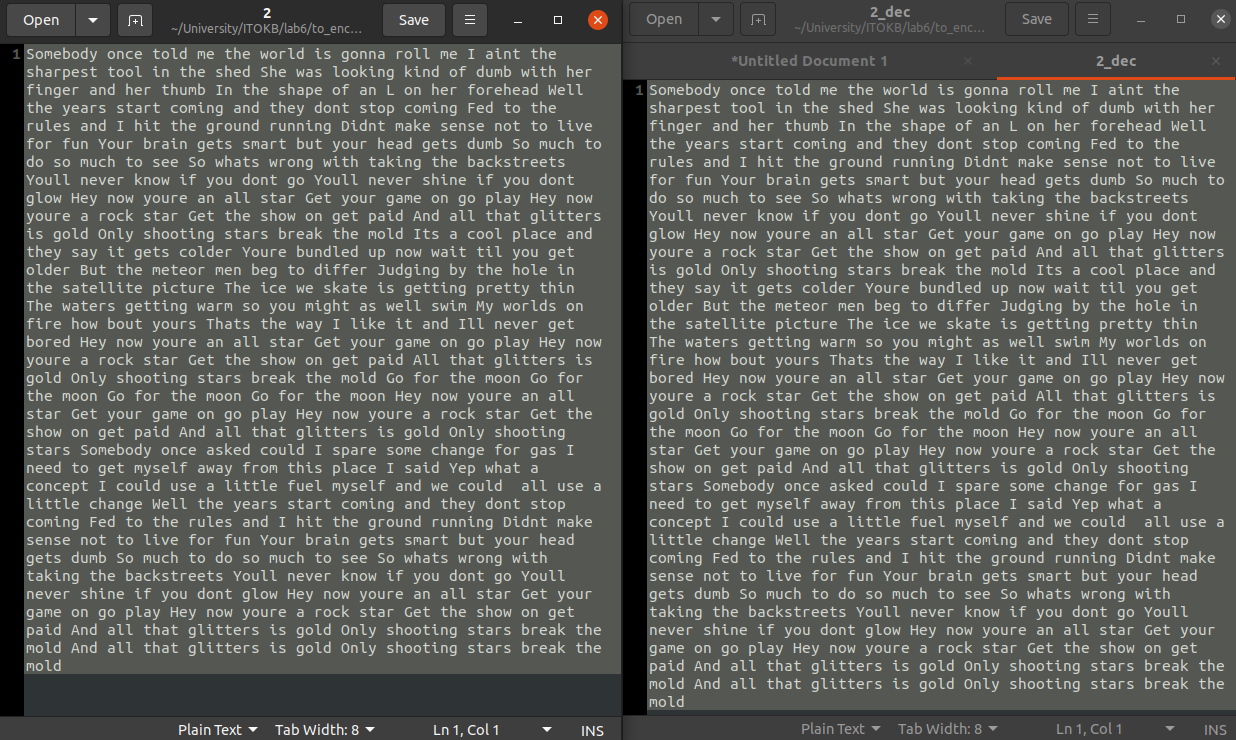 Open
2
~/University/ITOKB/lab6/to_enc...
Save
1
Somebody once told me the world is gonna roll me I aint the
sharpest tool in the shed She was looking kind of dumb with her
finger and her thumb In the shape of an L on her forehead Well
the years start coming and they dont stop coming Fed to the
rules and I hit the ground running Didnt make sense not to live
for fun Your brain gets smart but your head gets dumb So much to
do so much to see So whats wrong with taking the backstreets
Youll never know if you dont go Youll never shine if you dont
glow Hey now youre an all star Get your game on go play Hey now
youre a rock star Get the show on get paid And all that glitters
is gold Only shooting stars break the mold Its a cool place and
they say it gets colder Youre bundled up now wait til you get
older But the meteor men beg to differ Judging by the hole in
the satellite picture The ice we skate is getting pretty thin
The waters getting warm so you might as well swim My worlds on
fire how bout yours Thats the way I like it and Ill never get
bored Hey now youre an all star Get your game on go play Hey now
youre a rock star Get the show on get paid All that glitters is
gold Only shooting stars break the mold Go for the moon Go for
the moon Go for the moon Go for the moon Hey now youre an all
star Get your game on go play Hey now youre a rock star Get the
show on get paid And all that glitters is gold Only shooting
stars Somebody once asked could I spare some change for gas I
need to get myself away from this place I said Yep what a
concept I could use a little fuel myself and we could  all use a
little change Well the years start coming and they dont stop
coming Fed to the rules and I hit the ground running Didnt make
sense not to live for fun Your brain gets smart but your head
gets dumb So much to do so much to see So whats wrong with
taking the backstreets Youll never know if you dont go Youll
never shine if you dont glow Hey now youre an all star Get your
game on go play Hey now youre a rock star Get the show on get
paid And all that glitters is gold Only shooting stars break the
mold And all that glitters is gold Only shooting stars break the
mold
Plain Text Tab Width: 8 Ln 1, Col 1 INS
Open
2_dec
~/University/ITOKB/lab6/to_enc...
Save
*Untitled Document 1
2_dec
1
Somebody once told me the world is gonna roll me I aint the
sharpest tool in the shed She was looking kind of dumb with her
finger and her thumb In the shape of an L on her forehead Well
the years start coming and they dont stop coming Fed to the
rules and I hit the ground running Didnt make sense not to live
for fun Your brain gets smart but your head gets dumb So much to
do so much to see So whats wrong with taking the backstreets
Youll never know if you dont go Youll never shine if you dont
glow Hey now youre an all star Get your game on go play Hey now
youre a rock star Get the show on get paid And all that glitters
is gold Only shooting stars break the mold Its a cool place and
they say it gets colder Youre bundled up now wait til you get
older But the meteor men beg to differ Judging by the hole in
the satellite picture The ice we skate is getting pretty thin
The waters getting warm so you might as well swim My worlds on
fire how bout yours Thats the way I like it and Ill never get
bored Hey now youre an all star Get your game on go play Hey now
youre a rock star Get the show on get paid All that glitters is
gold Only shooting stars break the mold Go for the moon Go for
the moon Go for the moon Go for the moon Hey now youre an all
star Get your game on go play Hey now youre a rock star Get the
show on get paid And all that glitters is gold Only shooting
stars Somebody once asked could I spare some change for gas I
need to get myself away from this place I said Yep what a
concept I could use a little fuel myself and we could  all use a
little change Well the years start coming and they dont stop
coming Fed to the rules and I hit the ground running Didnt make
sense not to live for fun Your brain gets smart but your head
gets dumb So much to do so much to see So whats wrong with
taking the backstreets Youll never know if you dont go Youll
never shine if you dont glow Hey now youre an all star Get your
game on go play Hey now youre a rock star Get the show on get
paid And all that glitters is gold Only shooting stars break the
mold And all that glitters is gold Only shooting stars break the
mold
Plain Text Tab Width: 8 Ln 1, Col 1 INS